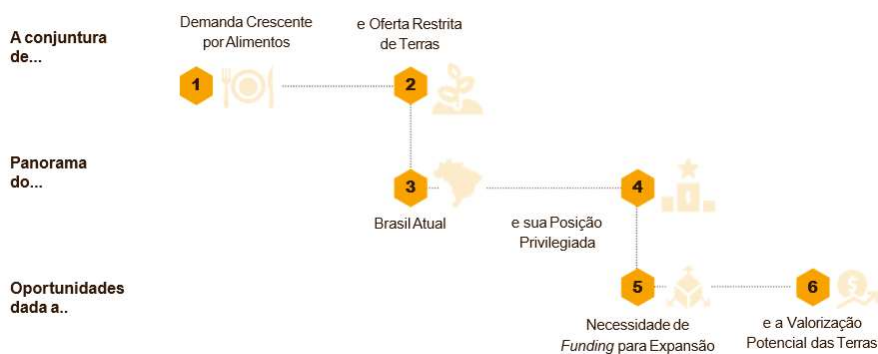 A conjuntura
de...
Demanda Crescente
por Alimentos
e Oferta Restrita
de Terras
1
2
Panorama
do...
3
4
Brasil Atual
e sua Posição
Privilegiada
Oportunidades
dada a..
5
6
Necessidade de
Funding para Expansão
e a Valorização
Potencial das Terras